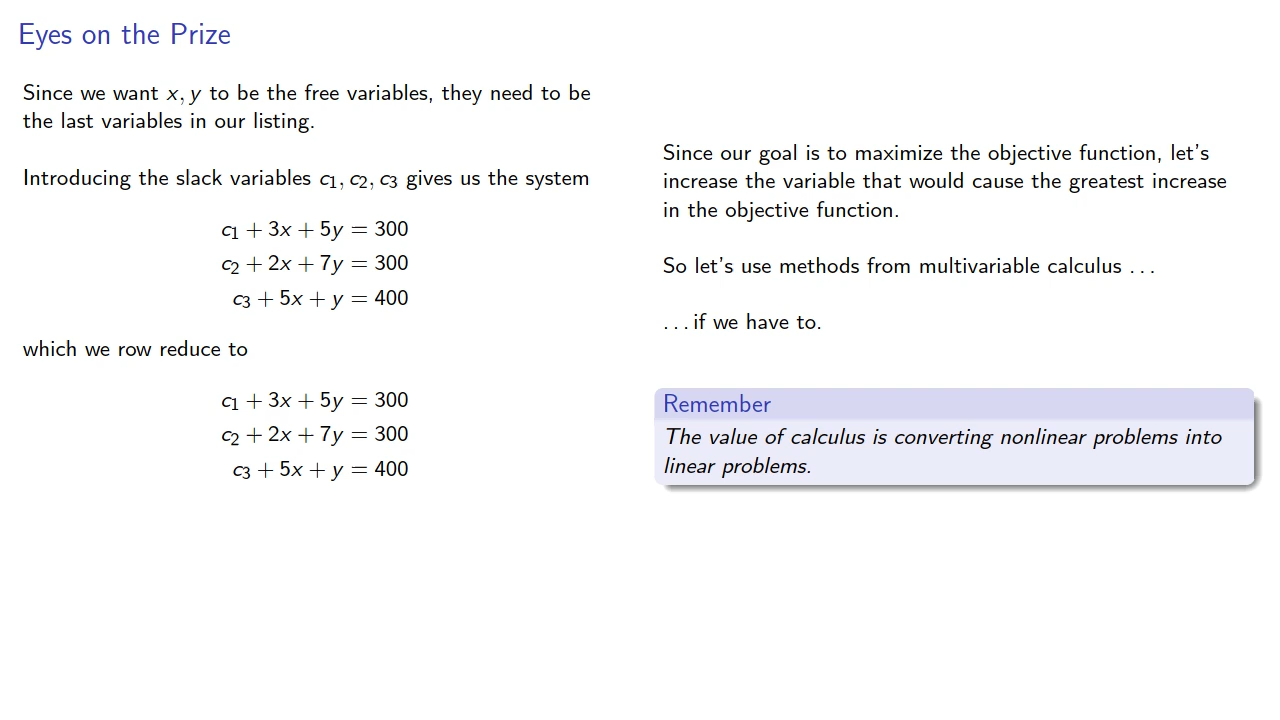 Eyes on the Prize
Since we want x, y to be the free variables, they need to be
the last variables in our listing.
Introducing the slack variables c₁, c₂, c₃ gives us the system
c₁ + 3x + 5y = 300
c₂ + 2x + 7y = 300
c₃ + 5x + y = 400
which we row reduce to
c₁ + 3x + 5y = 300
c₂ + 2x + 7y = 300
c₃ + 5x + y = 400
Since our goal is to maximize the objective function, let's
increase the variable that would cause the greatest increase
in the objective function.
So let's use methods from multivariable calculus ...
... if we have to.
Remember
The value of calculus is converting nonlinear problems into
linear problems.